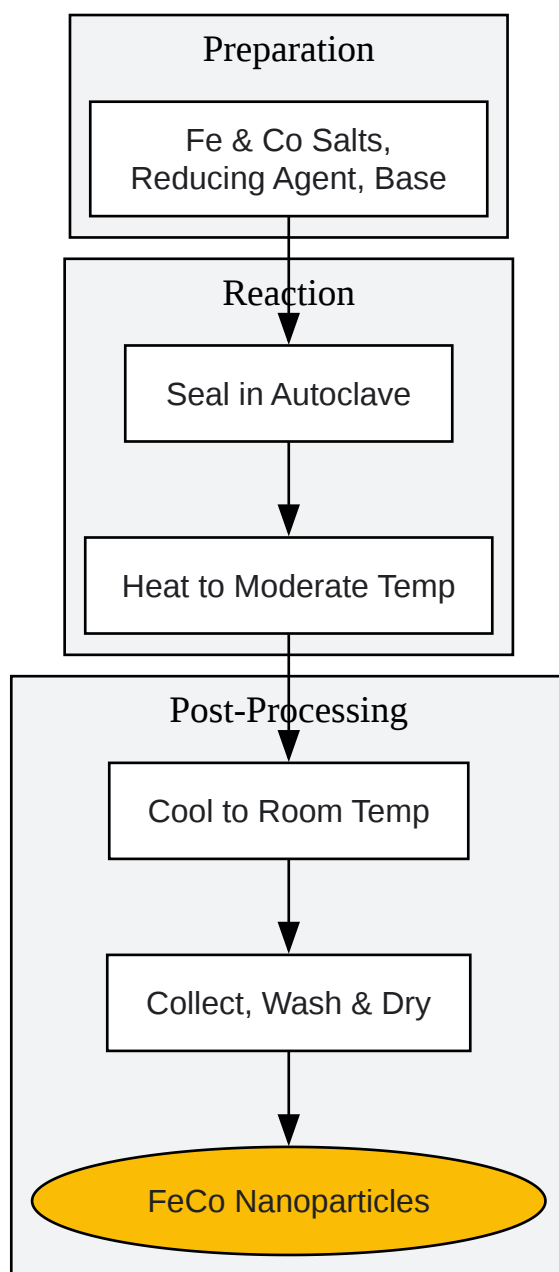 Preparation
Fe & Co Salts,
Reducing Agent, Base
Reaction
Seal in Autoclave
Heat to Moderate Temp
Post-Processing
Cool to Room Temp
Collect, Wash & Dry
FeCo Nanoparticles